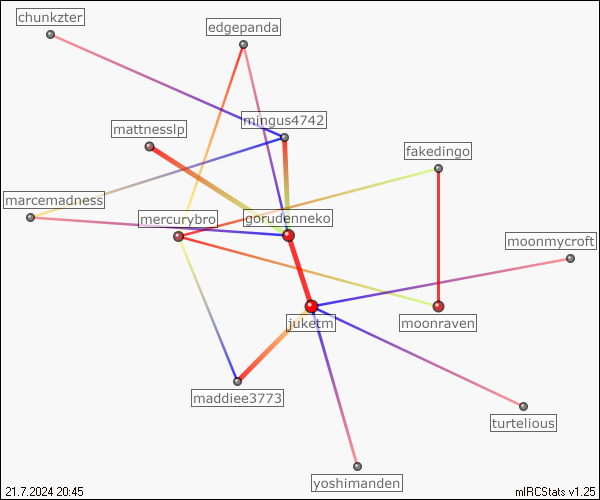 chunkzter
edgepanda
mingus4742
mattnesslp
fakedingo
marcemadness
mercurybro
gorudenneko
moonmycroft
juketm
moonraven
maddiee3773
turtelious
yoshimanden
21.7.2024 20:45
mIRCStats v1.25